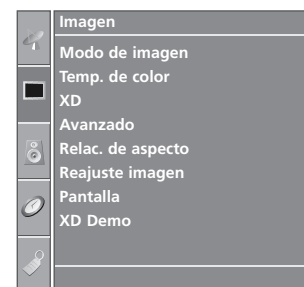 Imagen
Modo de imagen
Temp. de color
XD
Avanzado
Relac. de aspecto
Reajuste imagen
Pantalla
XD Demo